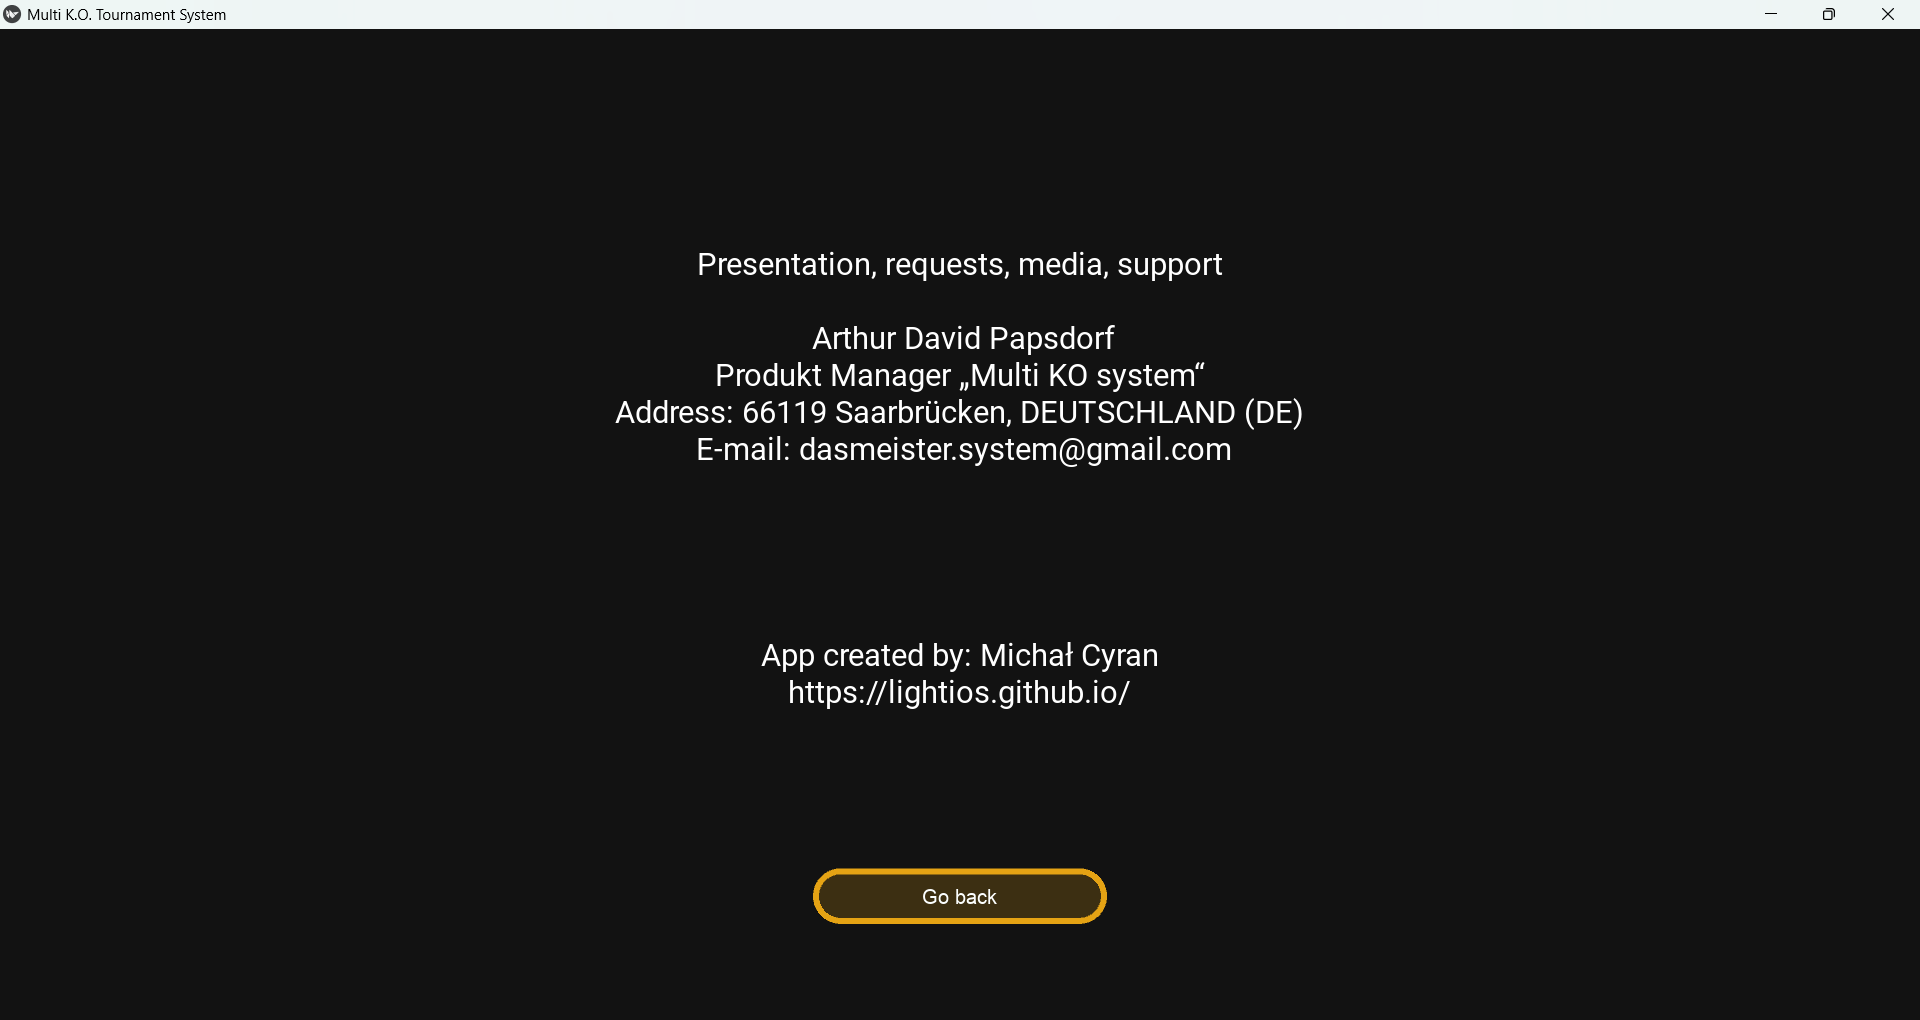 Multi K.O. Tournament System
Presentation, requests, media, support
Arthur David Papsdorf
Produkt Manager „Multi KO system“
Address: 66119 Saarbrücken, DEUTSCHLAND (DE)
E-mail: dasmeister.system@gmail.com
App created by: Michał Cyran
https://lightios.github.io/
Go back